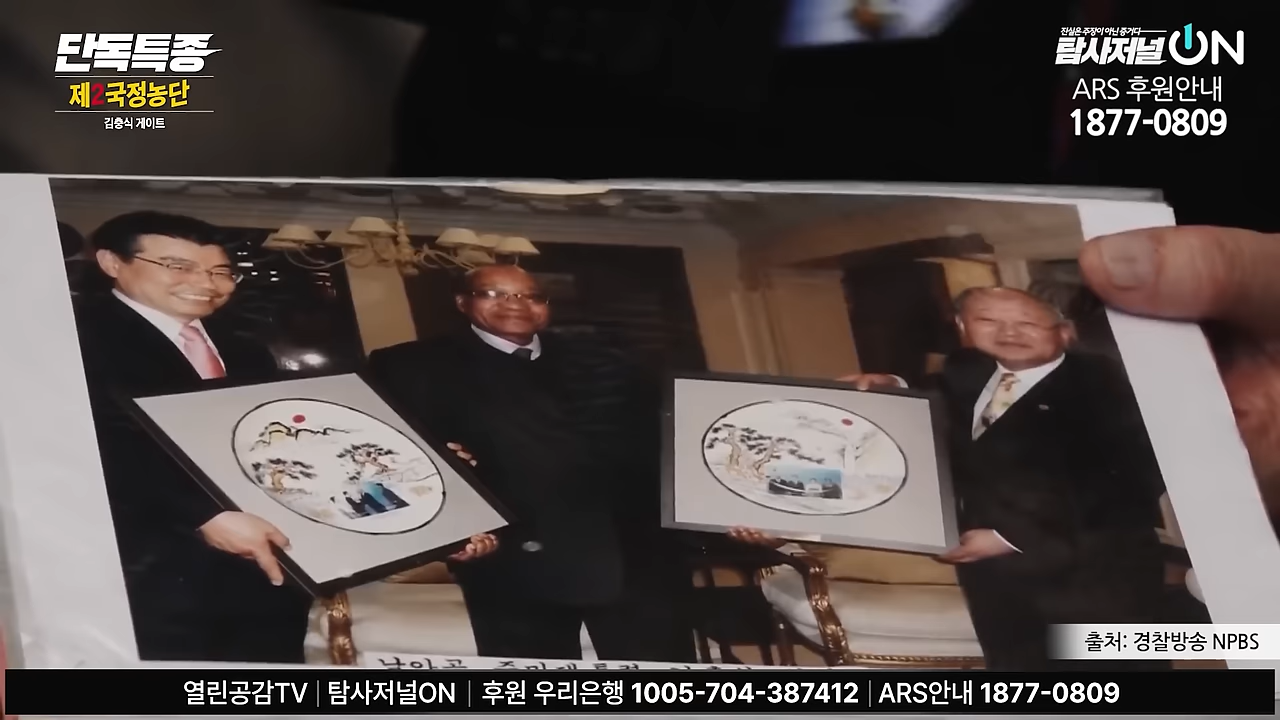 단독특종
제2국정농단
김충식 게이트
진실은 주장이 아닌 증거다
탐사저널ON
ARS 후원안내
1877-0809
출처: 경찰방송 NPBS
열린공감TV | 탐사저널ON | 후원 우리은행 1005-704-387412 | ARS안내 1877-0809